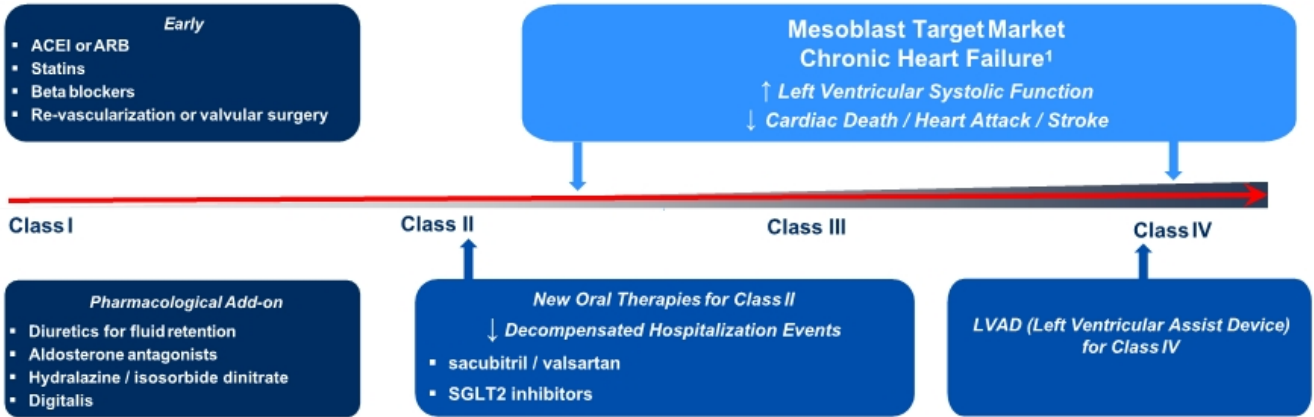 Early
▪ ACEI or ARB
▪ Statins
▪ Beta blockers
▪ Re-vascularization or valvular surgery
Mesoblast Target Market
Chronic Heart Failure¹
↑ Left Ventricular Systolic Function
↓ Cardiac Death / Heart Attack / Stroke
Class I
Class II
Class III
Class IV
Pharmacological Add-on
▪ Diuretics for fluid retention
▪ Aldosterone antagonists
▪ Hydralazine / isosorbide dinitrate
▪ Digitalis
New Oral Therapies for Class II
↓ Decompensated Hospitalization Events
▪ sacubitril / valsartan
▪ SGLT2 inhibitors
LVAD (Left Ventricular Assist Device)
for Class IV